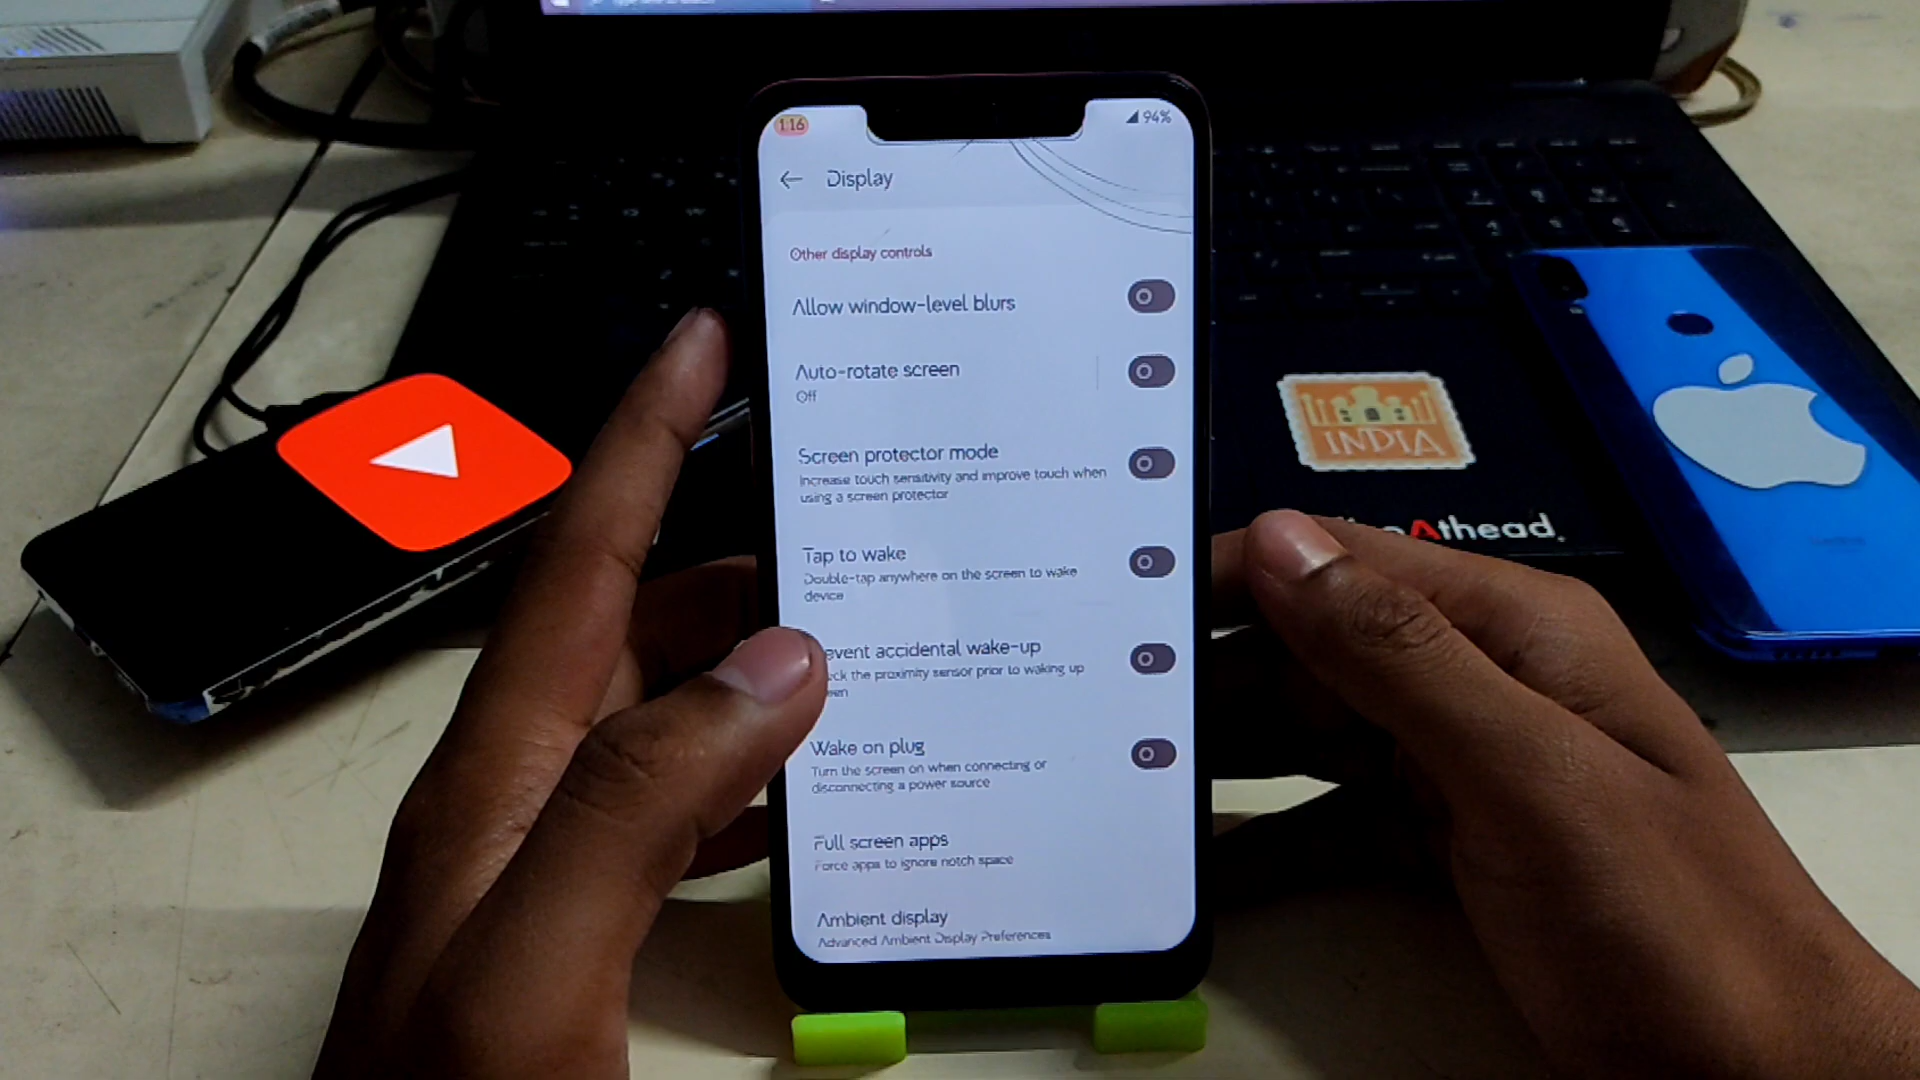 1:16
94%
Display
Other display controls
Allow window-level blurs
Auto-rotate screen
Off
Screen protector mode
Increase touch sensitivity and improve touch when
using a screen protector
Tap to wake
Double-tap anywhere on the screen to wake
device
event accidental wake-up
ck the proximity sensor prior to waking up
een
Wake on plug
Turn the screen on when connecting or
disconnecting a power source
Full screen apps
Force apps to ignore notch space
Ambient display
Advanced Ambient Display Preferences
INDIA
Athead.